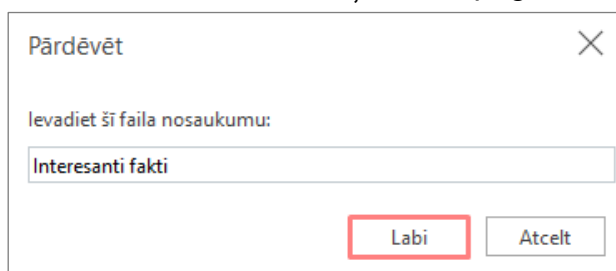 Pārdēvēt
Ievadiet šī faila nosaukumu:
Interesanti fakti
Labi
Atcelt